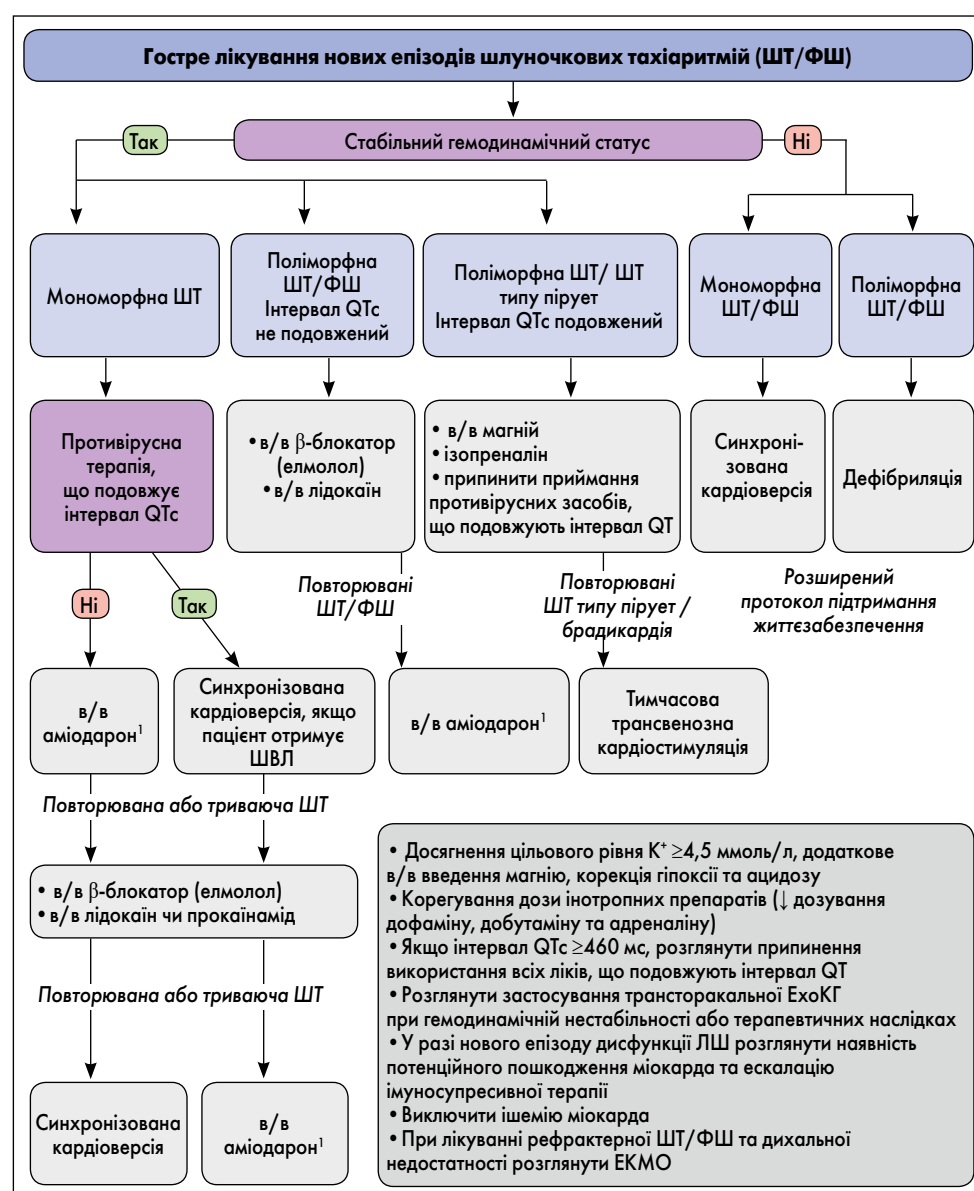 Гостре лікування нових епізодів шлуночкових тахіаритмій (ШТ/ФШ)
Так
Стабільний гемодинамічний статус
Ні
Мономорфна ШТ
Поліморфна
ШТ/ФШ
Інтервал QTc
не подовжений
Поліморфна ШТ/ ШТ
типу пірует
Інтервал QTc подовжений
Мономорфна
ШТ/ФШ
Поліморфна
ШТ/ФШ
Противірусна
терапія,
що подовжує
інтервал QTc
• в/в β-блокатор
(елмолол)
• в/в лідокаїн
• в/в магній
• ізопреналін
• припинити приймання
противірусних засобів,
що подовжують інтервал QT
Синхроні-
зована
кардіоверсія
Дефібриляція
Ні
Так
Повторювані
ШТ/ФШ
Повторювані
ШТ типу пірует /
брадикардія
Розширений
протокол підтримання
життєзабезпечення
в/в
аміодарон¹
Синхронізована
кардіоверсія, якщо
пацієнт отримує
ШВЛ
в/в аміодарон¹
Тимчасова
трансвенозна
кардіостимуляція
Повторювана або триваюча ШТ
• в/в β-блокатор (елмолол)
• в/в лідокаїн чи прокаїнамід
Повторювана або триваюча ШТ
Синхронізована
кардіоверсія
в/в
аміодарон¹
• Досягнення цільового рівня K⁺ ≥4,5 ммоль/л, додаткове
в/в введення магнію, корекція гіпоксії та ацидозу
• Корегування дози інотропних препаратів (↓ дозування
дофаміну, добутаміну та адреналіну)
• Якщо інтервал QTc ≥460 мс, розглянути припинення
використання всіх ліків, що подовжують інтервал QT
• Розглянути застосування трансторакальної ЕхоКГ
при гемодинамічній нестабільності або терапевтичних наслідках
• У разі нового епізоду дисфункції ЛШ розглянути наявність
потенційного пошкодження міокарда та ескалацію
імуносупресивної терапії
• Виключити ішемію міокарда
• При лікуванні рефрактерної ШТ/ФШ та дихальної
недостатності розглянути ЕКМО